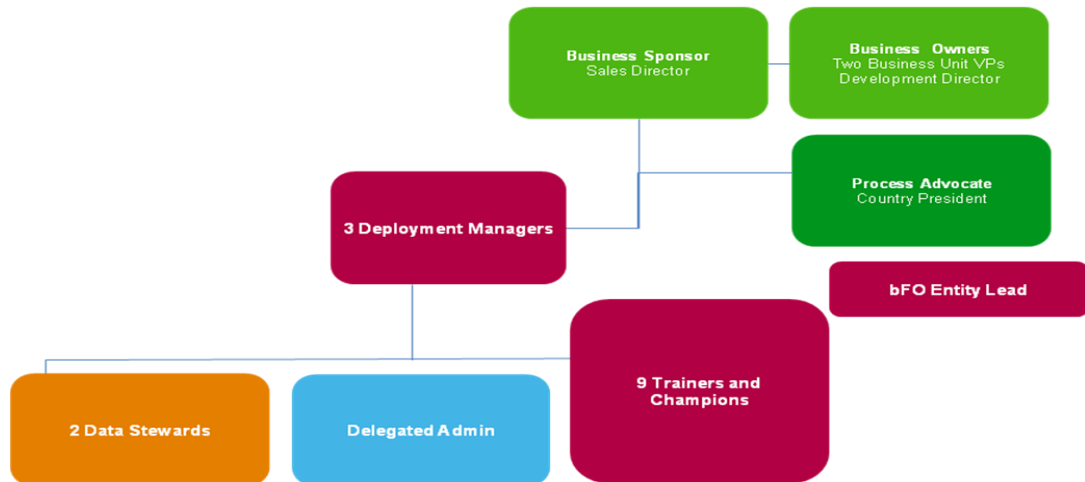 Business Sponsor
Sales Director
Business Owners
Two Business Unit VPs
Development Director
Process Advocate
Country President
3 Deployment Managers
bFO Entity Lead
2 Data Stewards
Delegated Admin
9 Trainers and
Champions